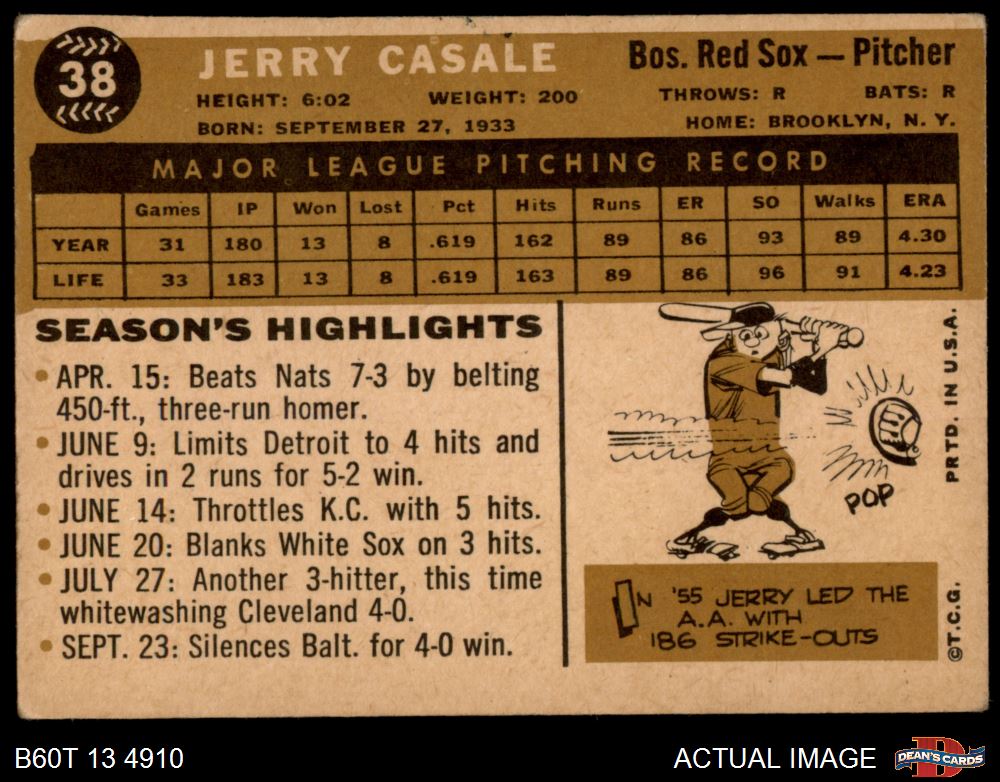 38
JERRY CASALE
Bos. Red Sox — Pitcher
HEIGHT: 6:02 WEIGHT: 200 THROWS: R BATS: R
BORN: SEPTEMBER 27, 1933 HOME: BROOKLYN, N. Y.
MAJOR LEAGUE PITCHING RECORD
Games IP Won Lost Pct Hits Runs ER SO Walks ERA
YEAR 31 180 13 8 .619 162 89 86 93 89 4.30
LIFE 33 183 13 8 .619 163 89 86 96 91 4.23
SEASON'S HIGHLIGHTS
• APR. 15: Beats Nats 7-3 by belting
450-ft., three-run homer.
• JUNE 9: Limits Detroit to 4 hits and
drives in 2 runs for 5-2 win.
• JUNE 14: Throttles K.C. with 5 hits.
• JUNE 20: Blanks White Sox on 3 hits.
• JULY 27: Another 3-hitter, this time
whitewashing Cleveland 4-0.
• SEPT. 23: Silences Balt. for 4-0 win.
POP
IN '55 JERRY LED THE
A.A. WITH
186 STRIKE-OUTS
PRTD. IN U.S.A.
©T.C.G.
B60T 13 4910
ACTUAL IMAGE
D
DEAN'S CARDS